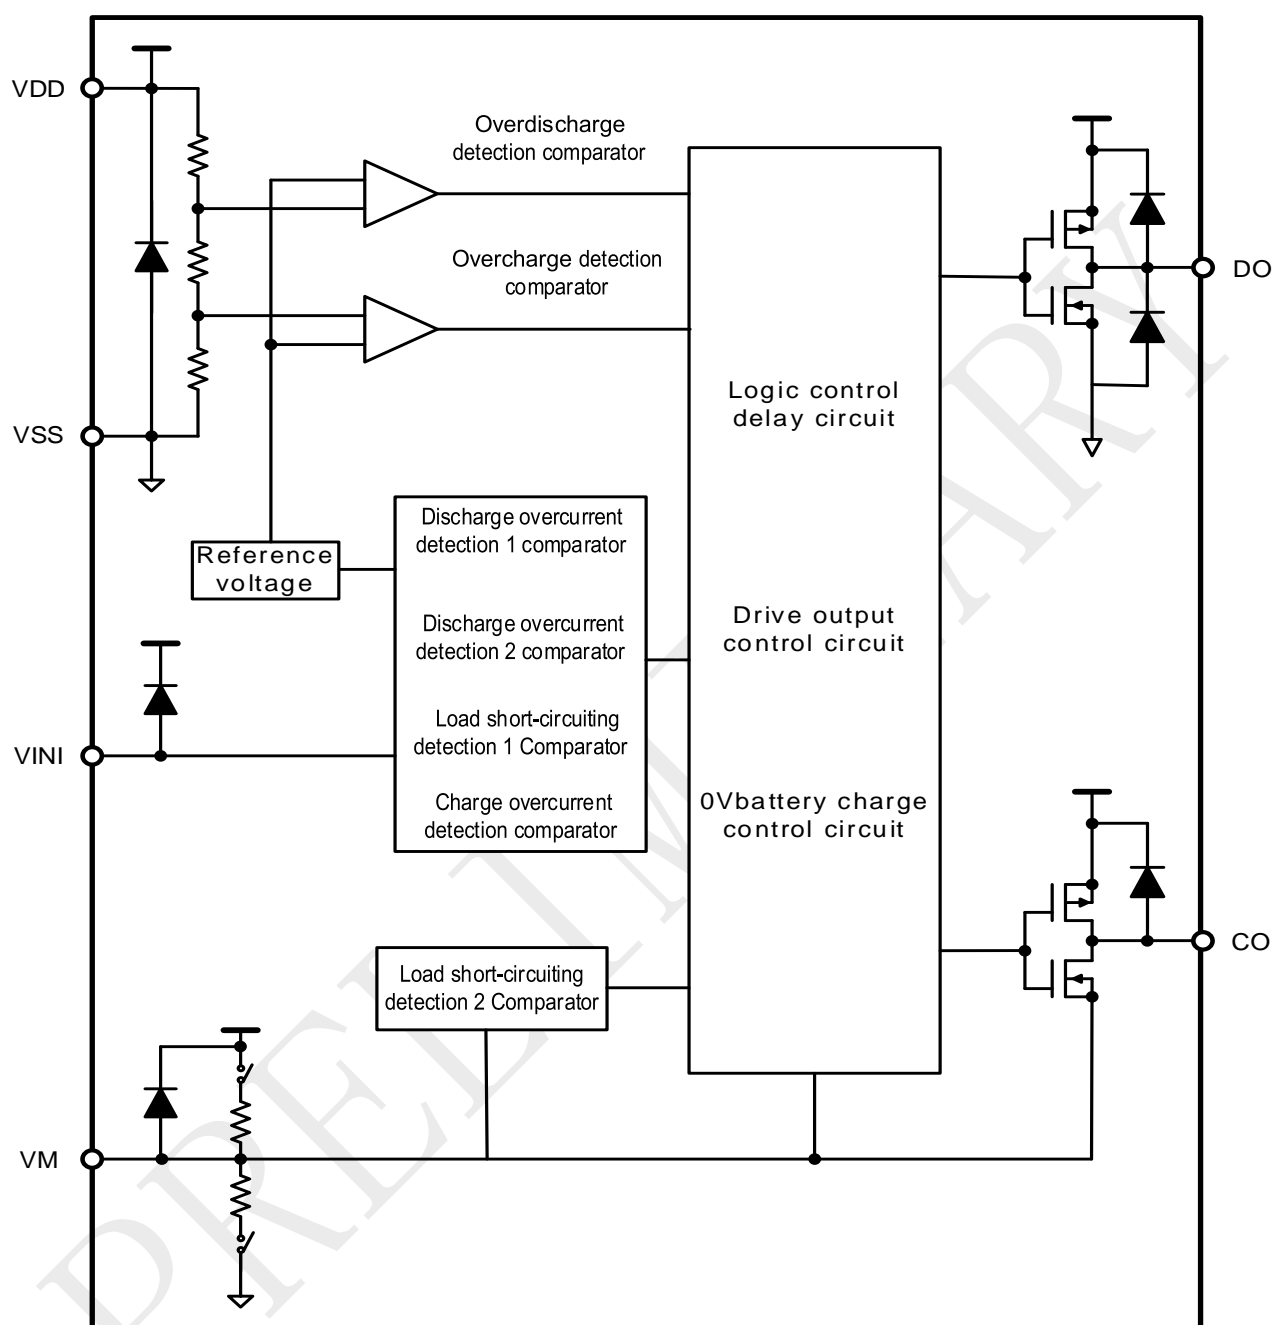 VDD
Overdischarge
detection comparator
Overcharge detection
comparator
DO
Logic control
delay circuit
VSS
Discharge overcurrent
detection 1 comparator
Reference
voltage
Discharge overcurrent
detection 2 comparator
Drive output
control circuit
VINI
Load short-circuiting
detection 1 Comparator
Charge overcurrent
detection comparator
0Vbattery charge
control circuit
CO
Load short-circuiting
detection 2 Comparator
VM